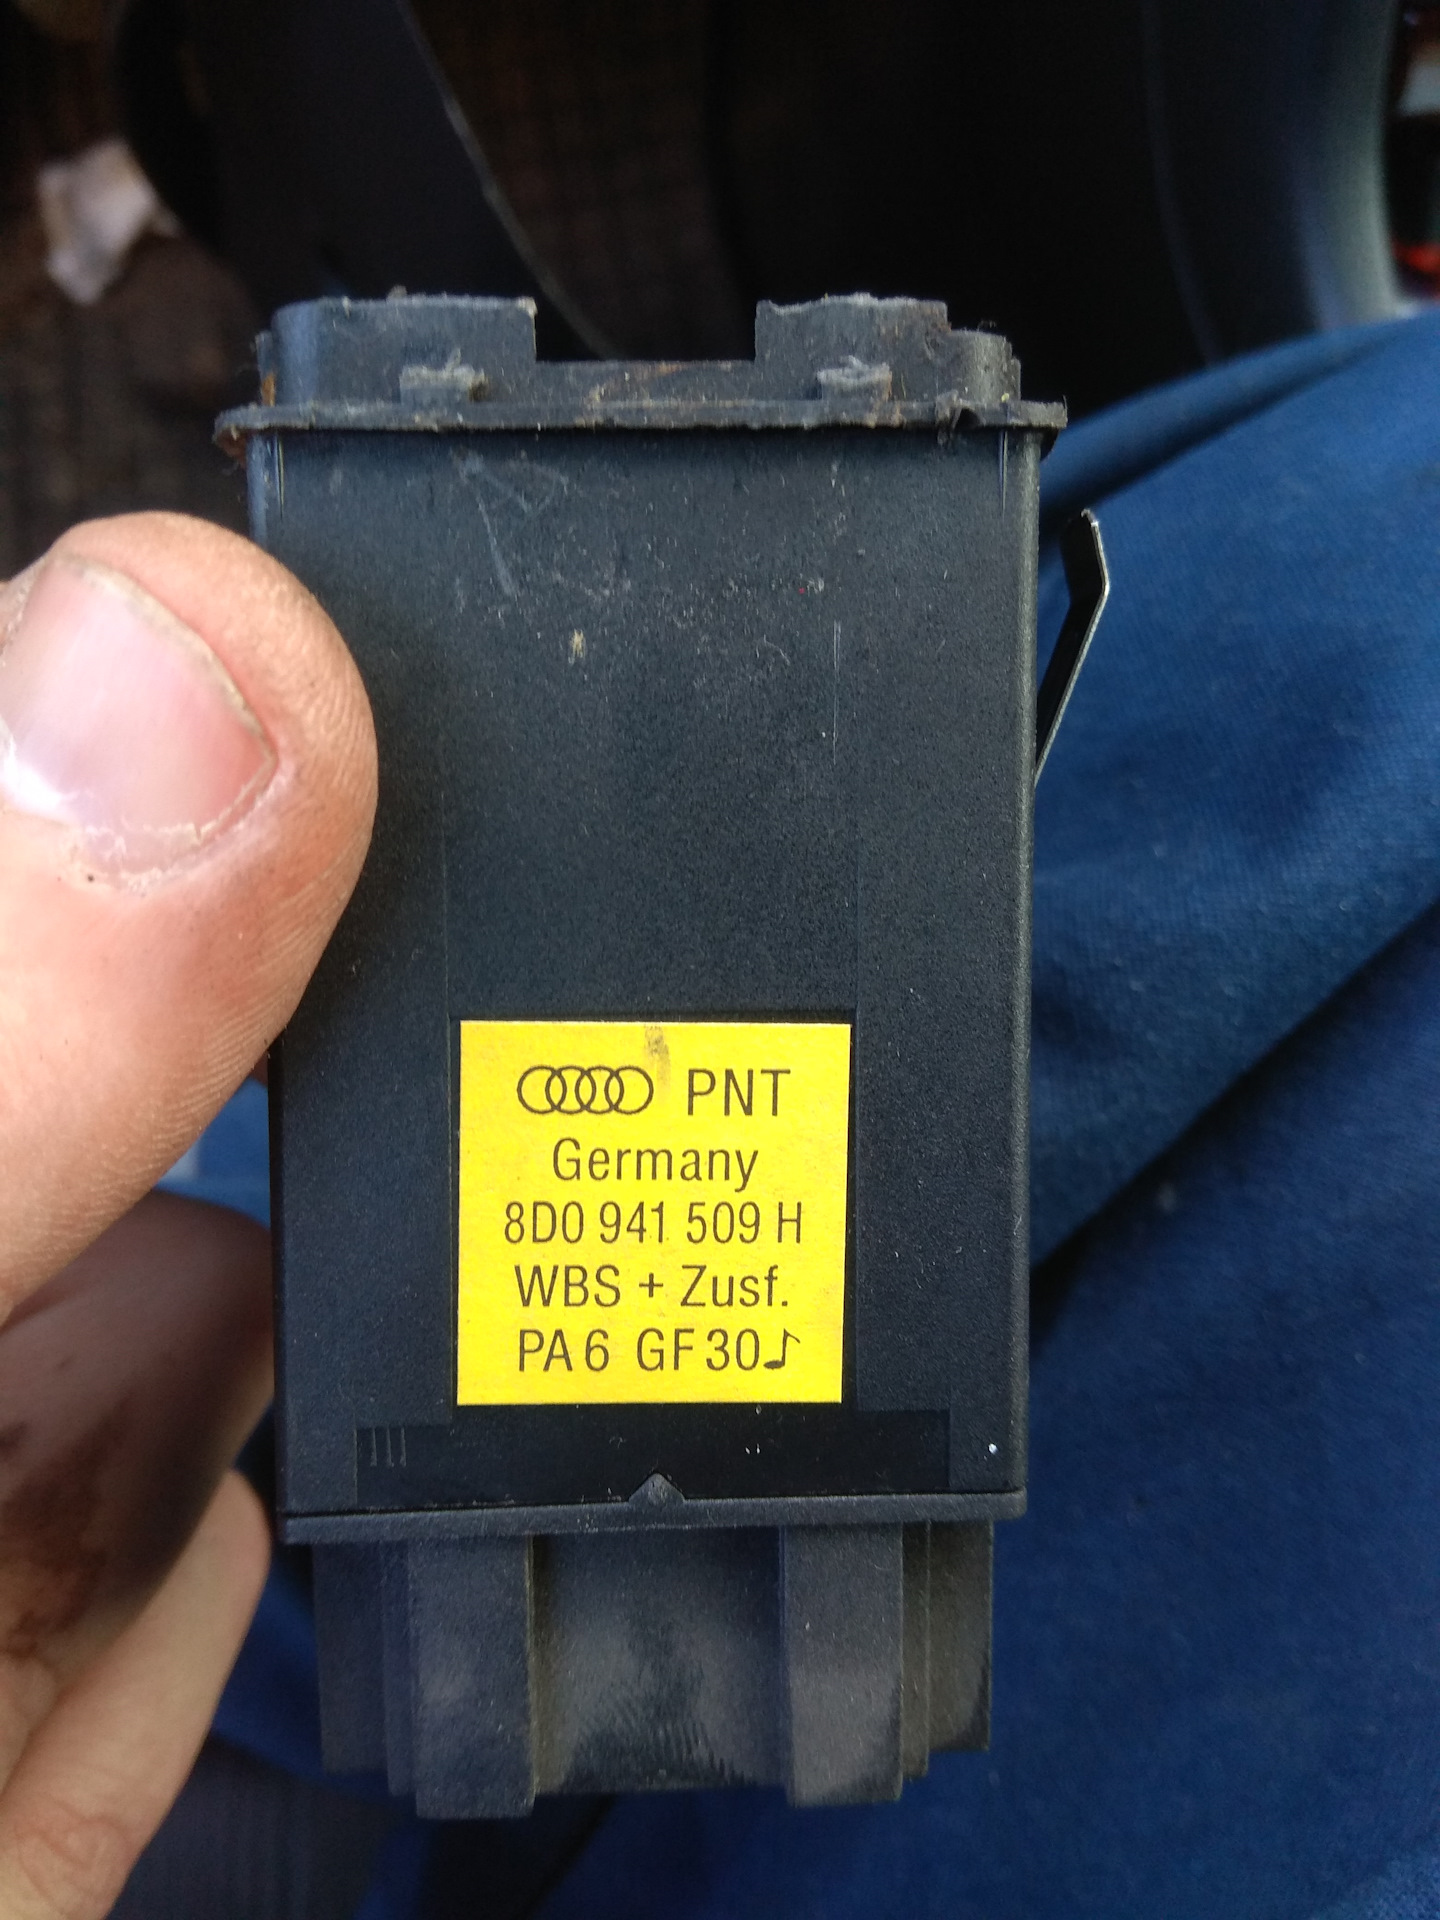 PNT
Germany
8D0 941 509 H
WBS + Zusf.
PA6 GF30♪